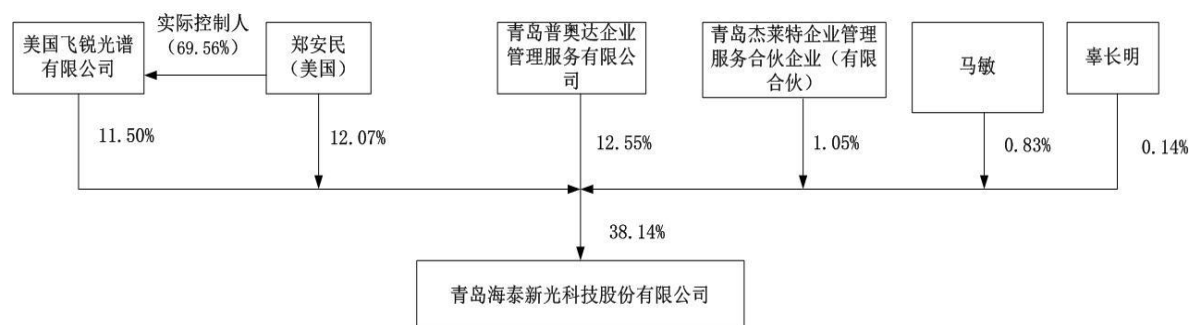 美国飞锐光谱
有限公司
实际控制人
（69.56%）
郑安民
（美国）
青岛普奥达企业
管理服务有限公
司
青岛杰莱特企业管理
服务合伙企业（有限
合伙）
马敏
辜长明
11.50%
12.07%
12.55%
1.05%
0.83%
0.14%
38.14%
青岛海泰新光科技股份有限公司